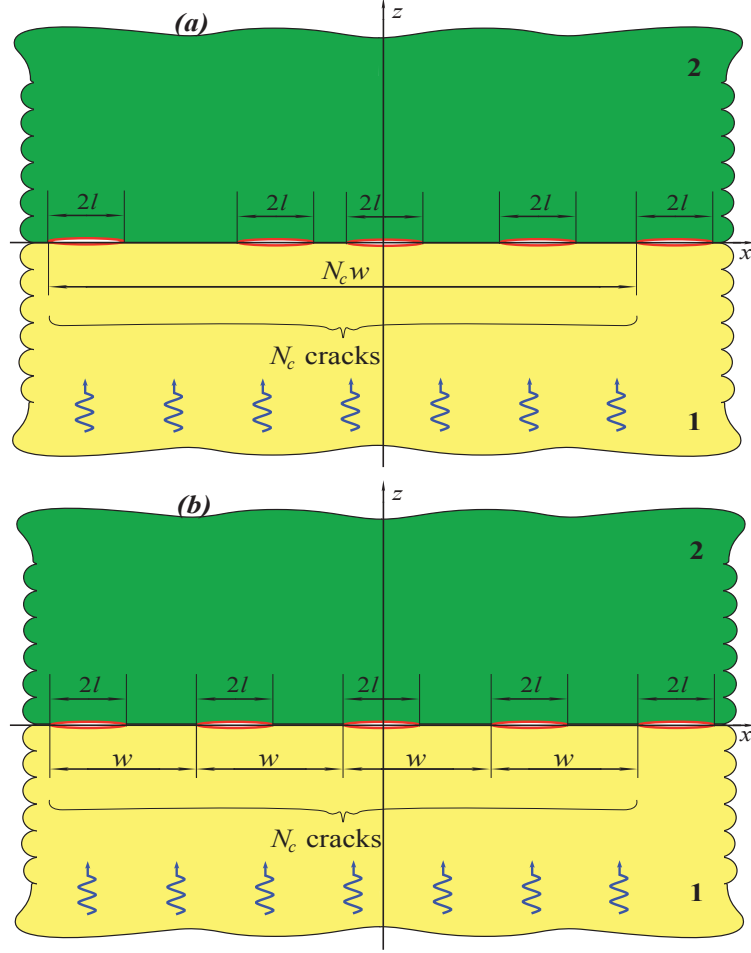 (a)
z
2
2l 2l 2l 2l 2l
x
N_c w
N_c cracks
1
(b)
z
2
2l 2l 2l 2l 2l
x
w w w w
N_c cracks
1